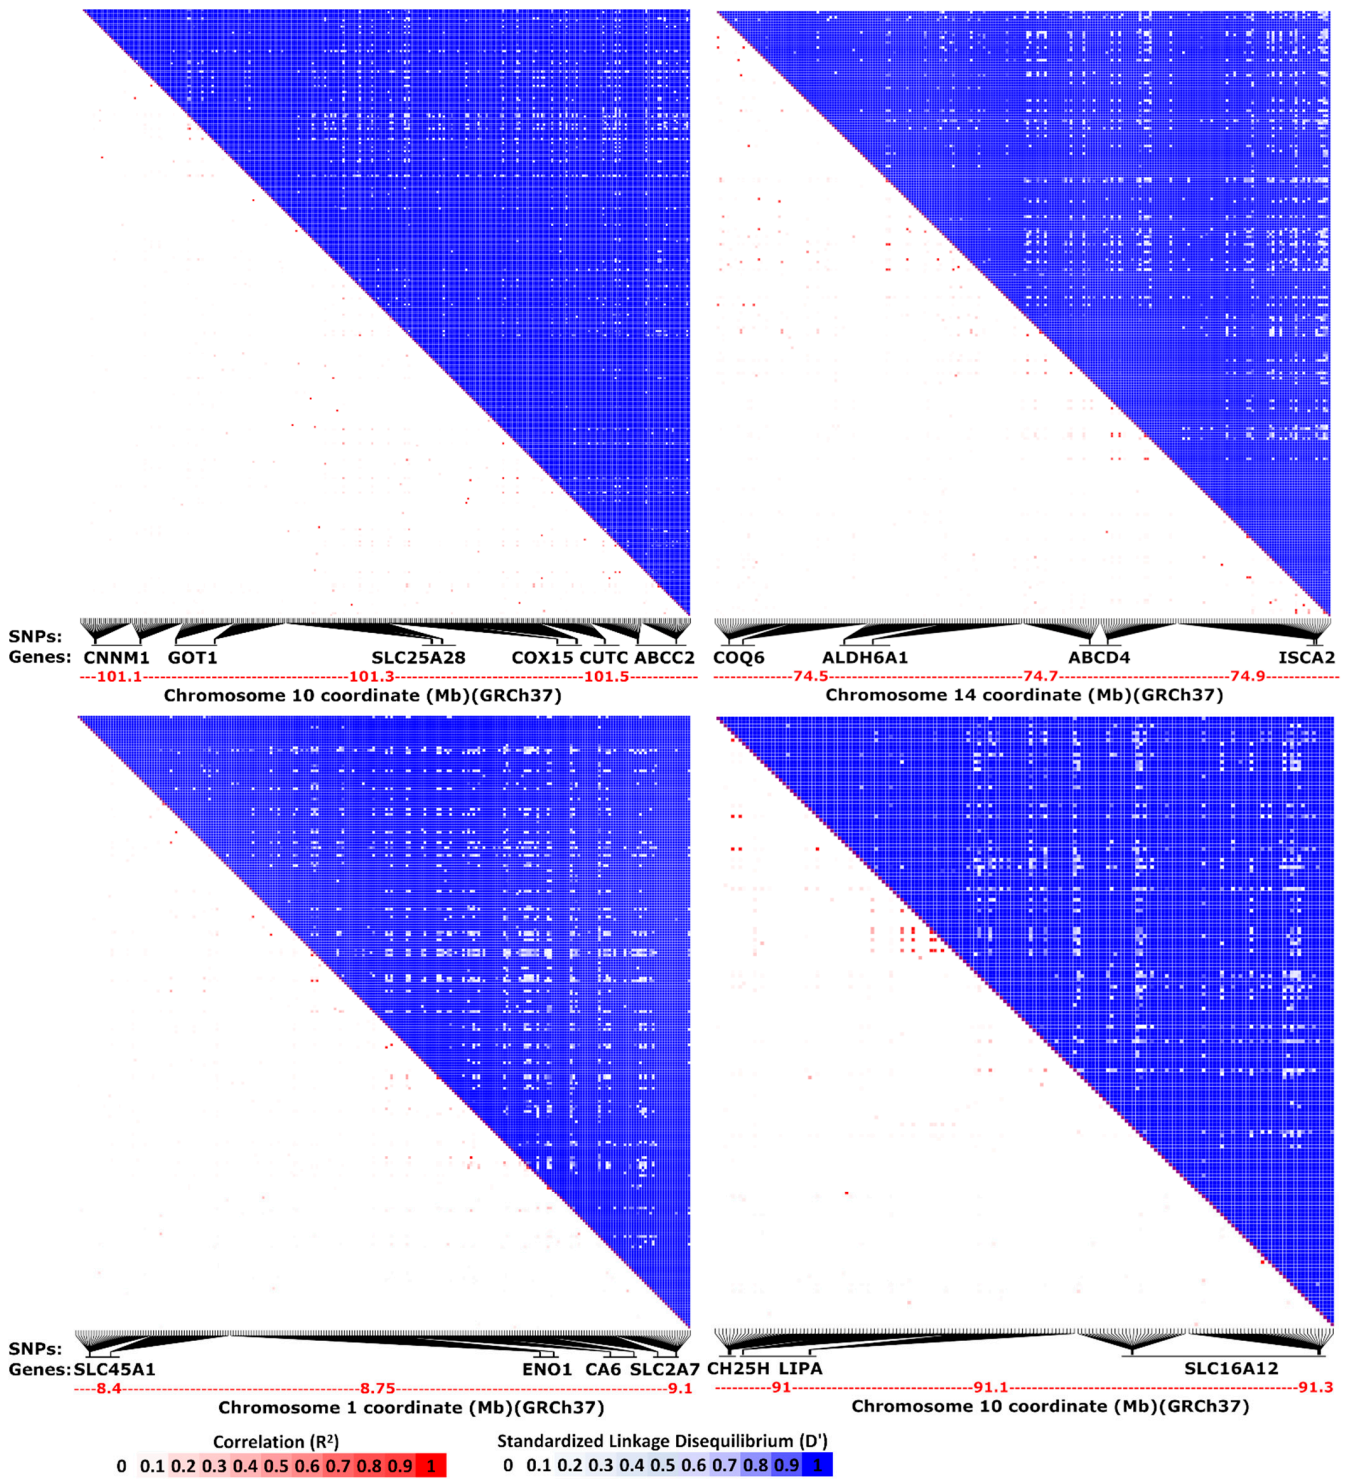 SNPs:
Genes: CNNM1 GOT1 SLC25A28 COX15 CUTC ABCC2 COQ6 ALDH6A1 ABCD4 ISCA2
101.1 101.3 101.5 74.5 74.7 74.9
Chromosome 10 coordinate (Mb)(GRCh37) Chromosome 14 coordinate (Mb)(GRCh37)
SNPs:
Genes: SLC45A1 ENO1 CA6 SLC2A7 CH25H LIPA SLC16A12
8.4 8.75 9.1 91 91.1 91.3
Chromosome 1 coordinate (Mb)(GRCh37) Chromosome 10 coordinate (Mb)(GRCh37)
Correlation (R²) Standardized Linkage Disequilibrium (D')
0 0.1 0.2 0.3 0.4 0.5 0.6 0.7 0.8 0.9 1 0 0.1 0.2 0.3 0.4 0.5 0.6 0.7 0.8 0.9 1